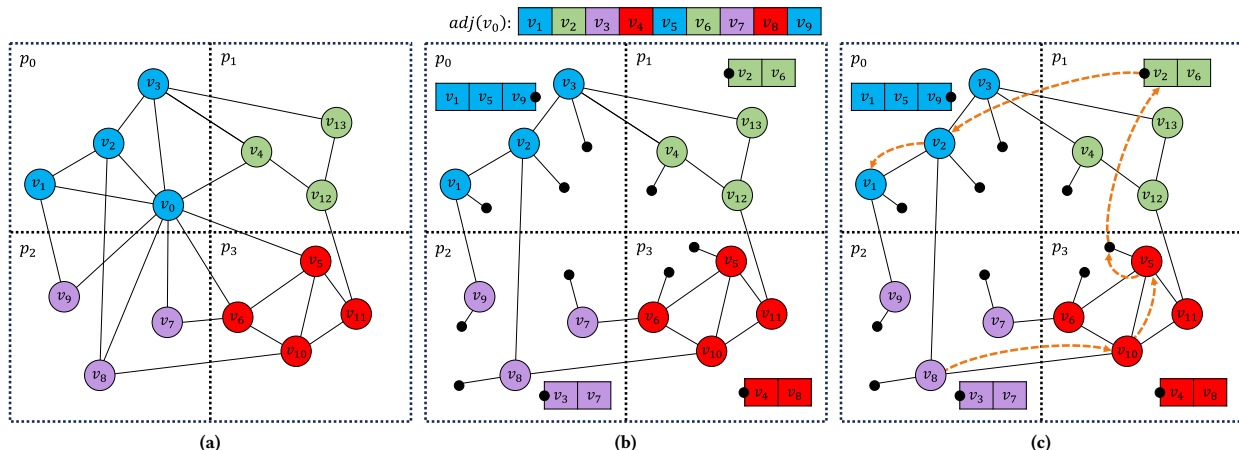 adj(v₀): v₁ v₂ v₃ v₄ v₅ v₆ v₇ v₈ v₉
p₀ p₁
v₃
v₁₃
v₂
v₄
v₁
v₁₂
v₀
p₂ p₃
v₅
v₉
v₁₁
v₇ v₆
v₁₀
v₈
(a)
p₀ p₁
v₂ v₆
v₃
v₁ v₅ v₉
v₁₃
v₂
v₄
v₁
v₁₂
p₂ p₃
v₅
v₉
v₁₁
v₇ v₆
v₁₀
v₈
v₃ v₇
v₄ v₈
(b)
p₀ p₁
v₂ v₆
v₃
v₁ v₅ v₉
v₁₃
v₂
v₄
v₁
v₁₂
p₂ p₃
v₅
v₉
v₁₁
v₇ v₆
v₁₀
v₈
v₃ v₇
v₄ v₈
(c)